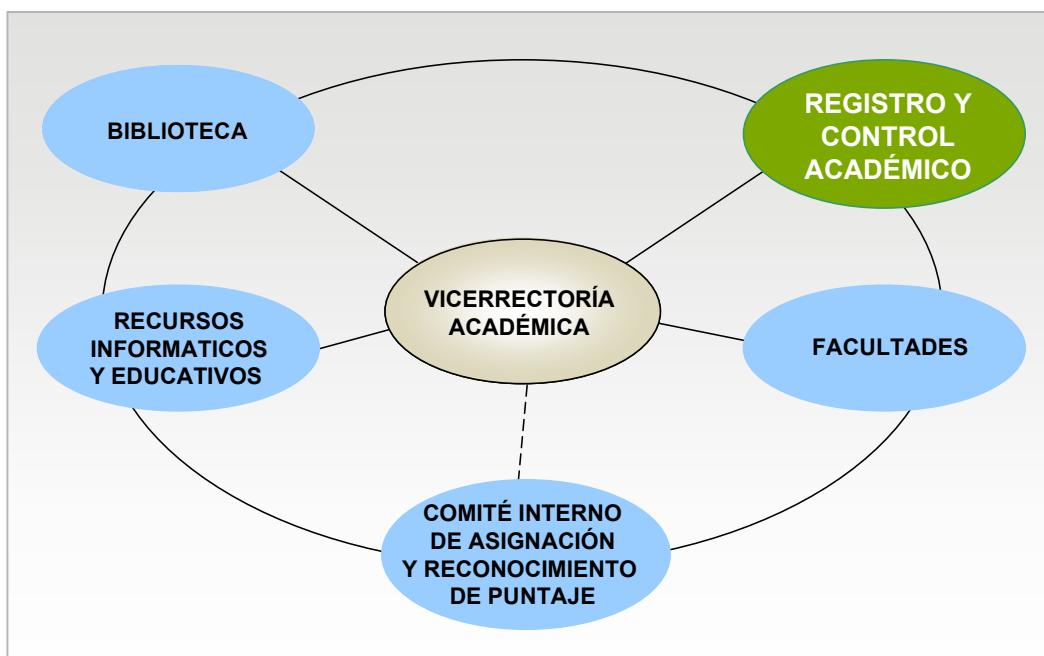 BIBLIOTECA
REGISTRO Y
CONTROL
ACADÉMICO
VICERRECTORÍA
ACADÉMICA
RECURSOS
INFORMATICOS
Y EDUCATIVOS
FACULTADES
COMITÉ INTERNO
DE ASIGNACIÓN
Y RECONOCIMIENTO
DE PUNTAJE